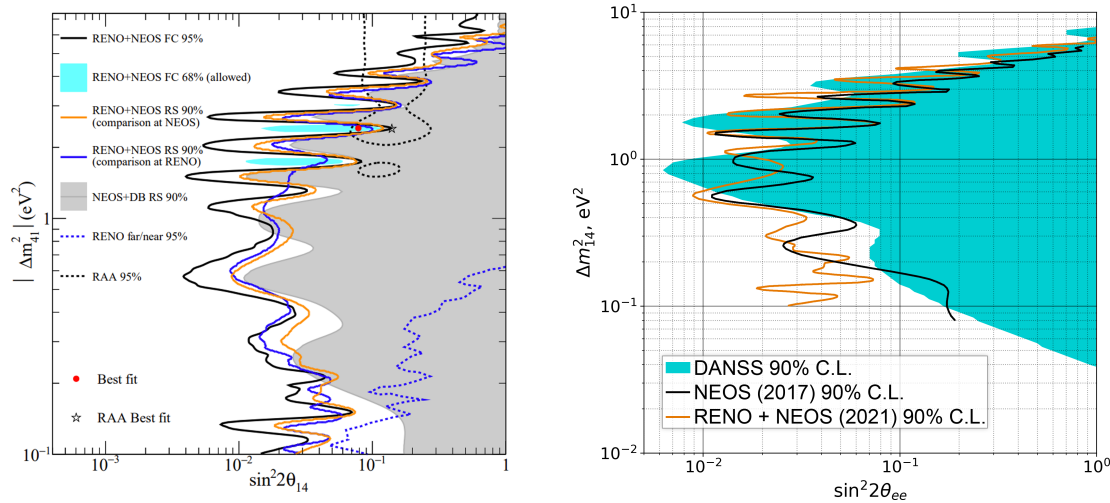 RENO+NEOS FC 95%
RENO+NEOS FC 68% (allowed)
RENO+NEOS RS 90%
(comparison at NEOS)
RENO+NEOS RS 90%
(comparison at RENO)
NEOS+DB RS 90%
RENO far/near 95%
RAA 95%
Best fit
RAA Best fit
| Δm²₄₁ | (eV²)
1
10⁻¹
10⁻³ 10⁻² 10⁻¹ 1
sin²2θ₁₄
10¹
10⁰
10⁻¹
10⁻²
Δm²₁₄, eV²
DANSS 90% C.L.
NEOS (2017) 90% C.L.
RENO + NEOS (2021) 90% C.L.
10⁻² 10⁻¹ 10⁰
sin²2θₑₑ